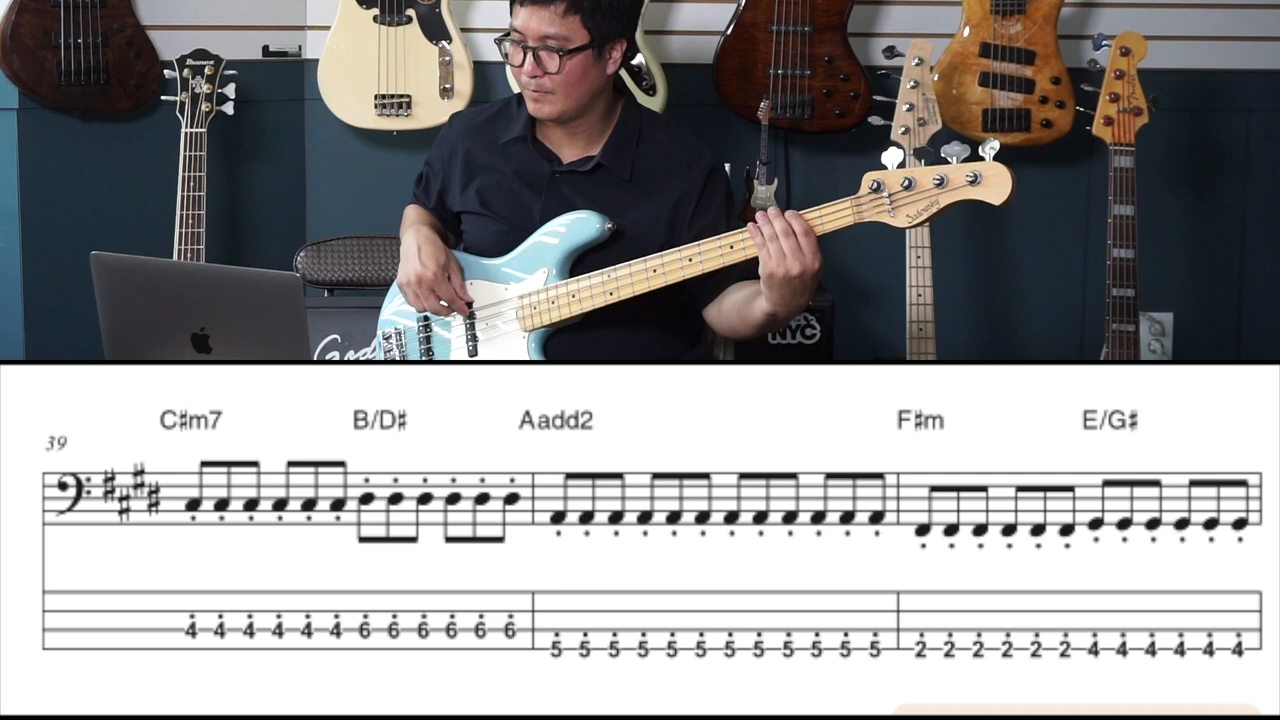 Ibanez
Sadowsky
Fender
NYC
C♯m7 B/D♯ Aadd2 F♯m E/G♯
39
4 4 4 4 4 4 6 6 6 6 6 6 5 5 5 5 5 5 5 5 5 5 5 5 2 2 2 2 2 2 4 4 4 4 4 4